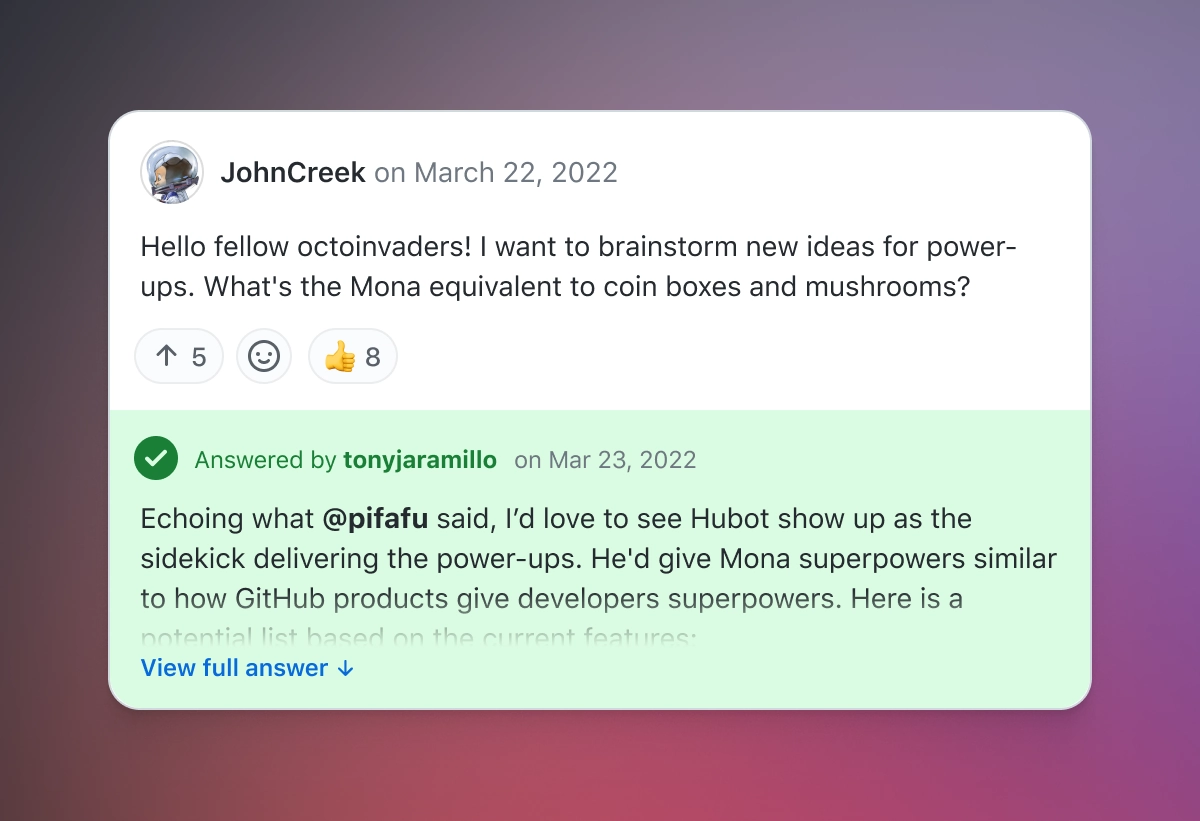 JohnCreek on March 22, 2022
Hello fellow octoinvaders! I want to brainstorm new ideas for power-
ups. What's the Mona equivalent to coin boxes and mushrooms?
↑ 5 👍 8
Answered by tonyjaramillo on Mar 23, 2022
Echoing what @pifafu said, I’d love to see Hubot show up as the
sidekick delivering the power-ups. He'd give Mona superpowers similar
to how GitHub products give developers superpowers. Here is a
potential list based on the current features:
View full answer ↓